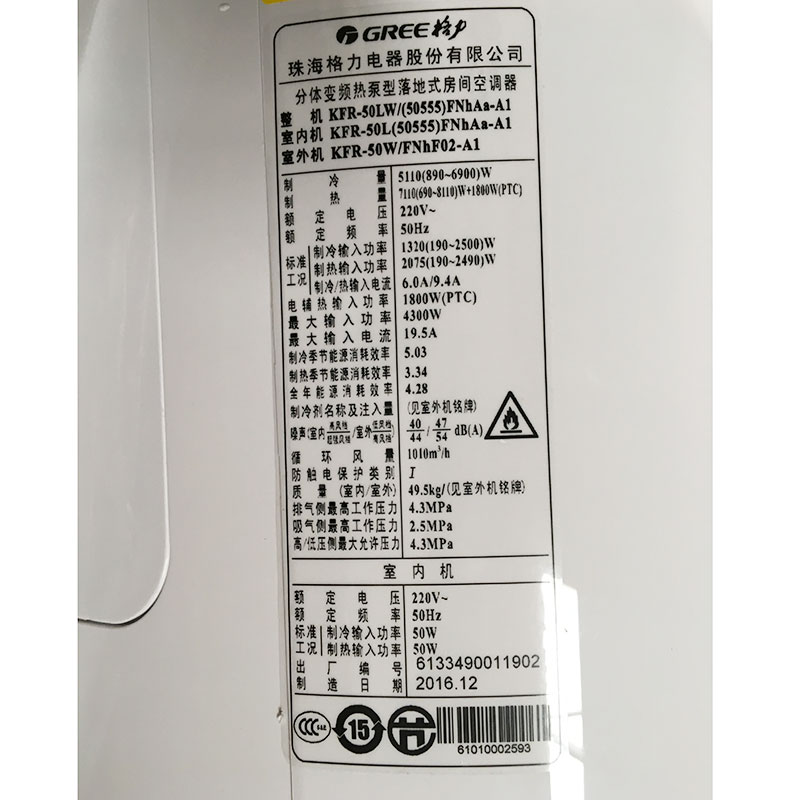 GREE 格力
珠海格力电器股份有限公司
分体变频热泵型落地式房间空调器
整机 KFR-50LW/(50555)FNhAa-A1
室内机 KFR-50L(50555)FNhAa-A1
室外机 KFR-50W/FNhF02-A1
制冷量 5110(890~6900)W
制热量 7110(690~8110)W+1800W(PTC)
额定电压 220V~
额定频率 50Hz
标准工况 制冷输入功率 1320(190~2500)W
制热输入功率 2075(190~2490)W
制冷/热输入电流 6.0A/9.4A
电辅热输入功率 1800W(PTC)
最大输入功率 4300W
最大输入电流 19.5A
制冷季节能源消耗效率 5.03
制热季节能源消耗效率 3.34
全年能源消耗效率 4.28
制冷剂名称及注入量 (见室外机铭牌)
噪声(室内高风档/超强风档/室外低风档/高风档) 40/44 / 47/54 dB(A)
循环风量 1010m³/h
防触电保护类别 I
质量(室内/室外) 49.5kg/(见室外机铭牌)
排气侧最高工作压力 4.3MPa
吸气侧最高工作压力 2.5MPa
高/低压侧最大允许压力 4.3MPa
室内机
额定电压 220V~
额定频率 50Hz
标准工况 制冷输入功率 50W
制热输入功率 50W
出厂编号 6133490011902
制造日期 2016.12
CCC 15
61010002593